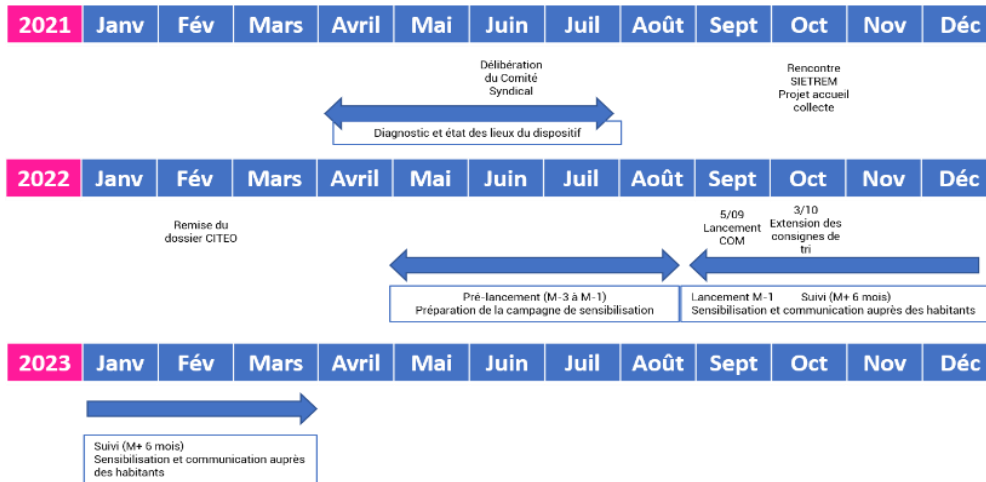 2021 Janv Fév Mars Avril Mai Juin Juil Août Sept Oct Nov Déc
Délibération
du Comité
Syndical
Rencontre
SIETREM
Projet accueil
collecte
Diagnostic et état des lieux du dispositif
2022 Janv Fév Mars Avril Mai Juin Juil Août Sept Oct Nov Déc
Remise du
dossier CITEO
5/09
Lancement
COM
3/10
Extension des
consignes de
tri
Pré-lancement (M-3 à M-1)
Préparation de la campagne de sensibilisation
Lancement M-1 Suivi (M+ 6 mois)
Sensibilisation et communication auprès des habitants
2023 Janv Fév Mars Avril Mai Juin Juil Août Sept Oct Nov Déc
Suivi (M+ 6 mois)
Sensibilisation et communication auprès
des habitants